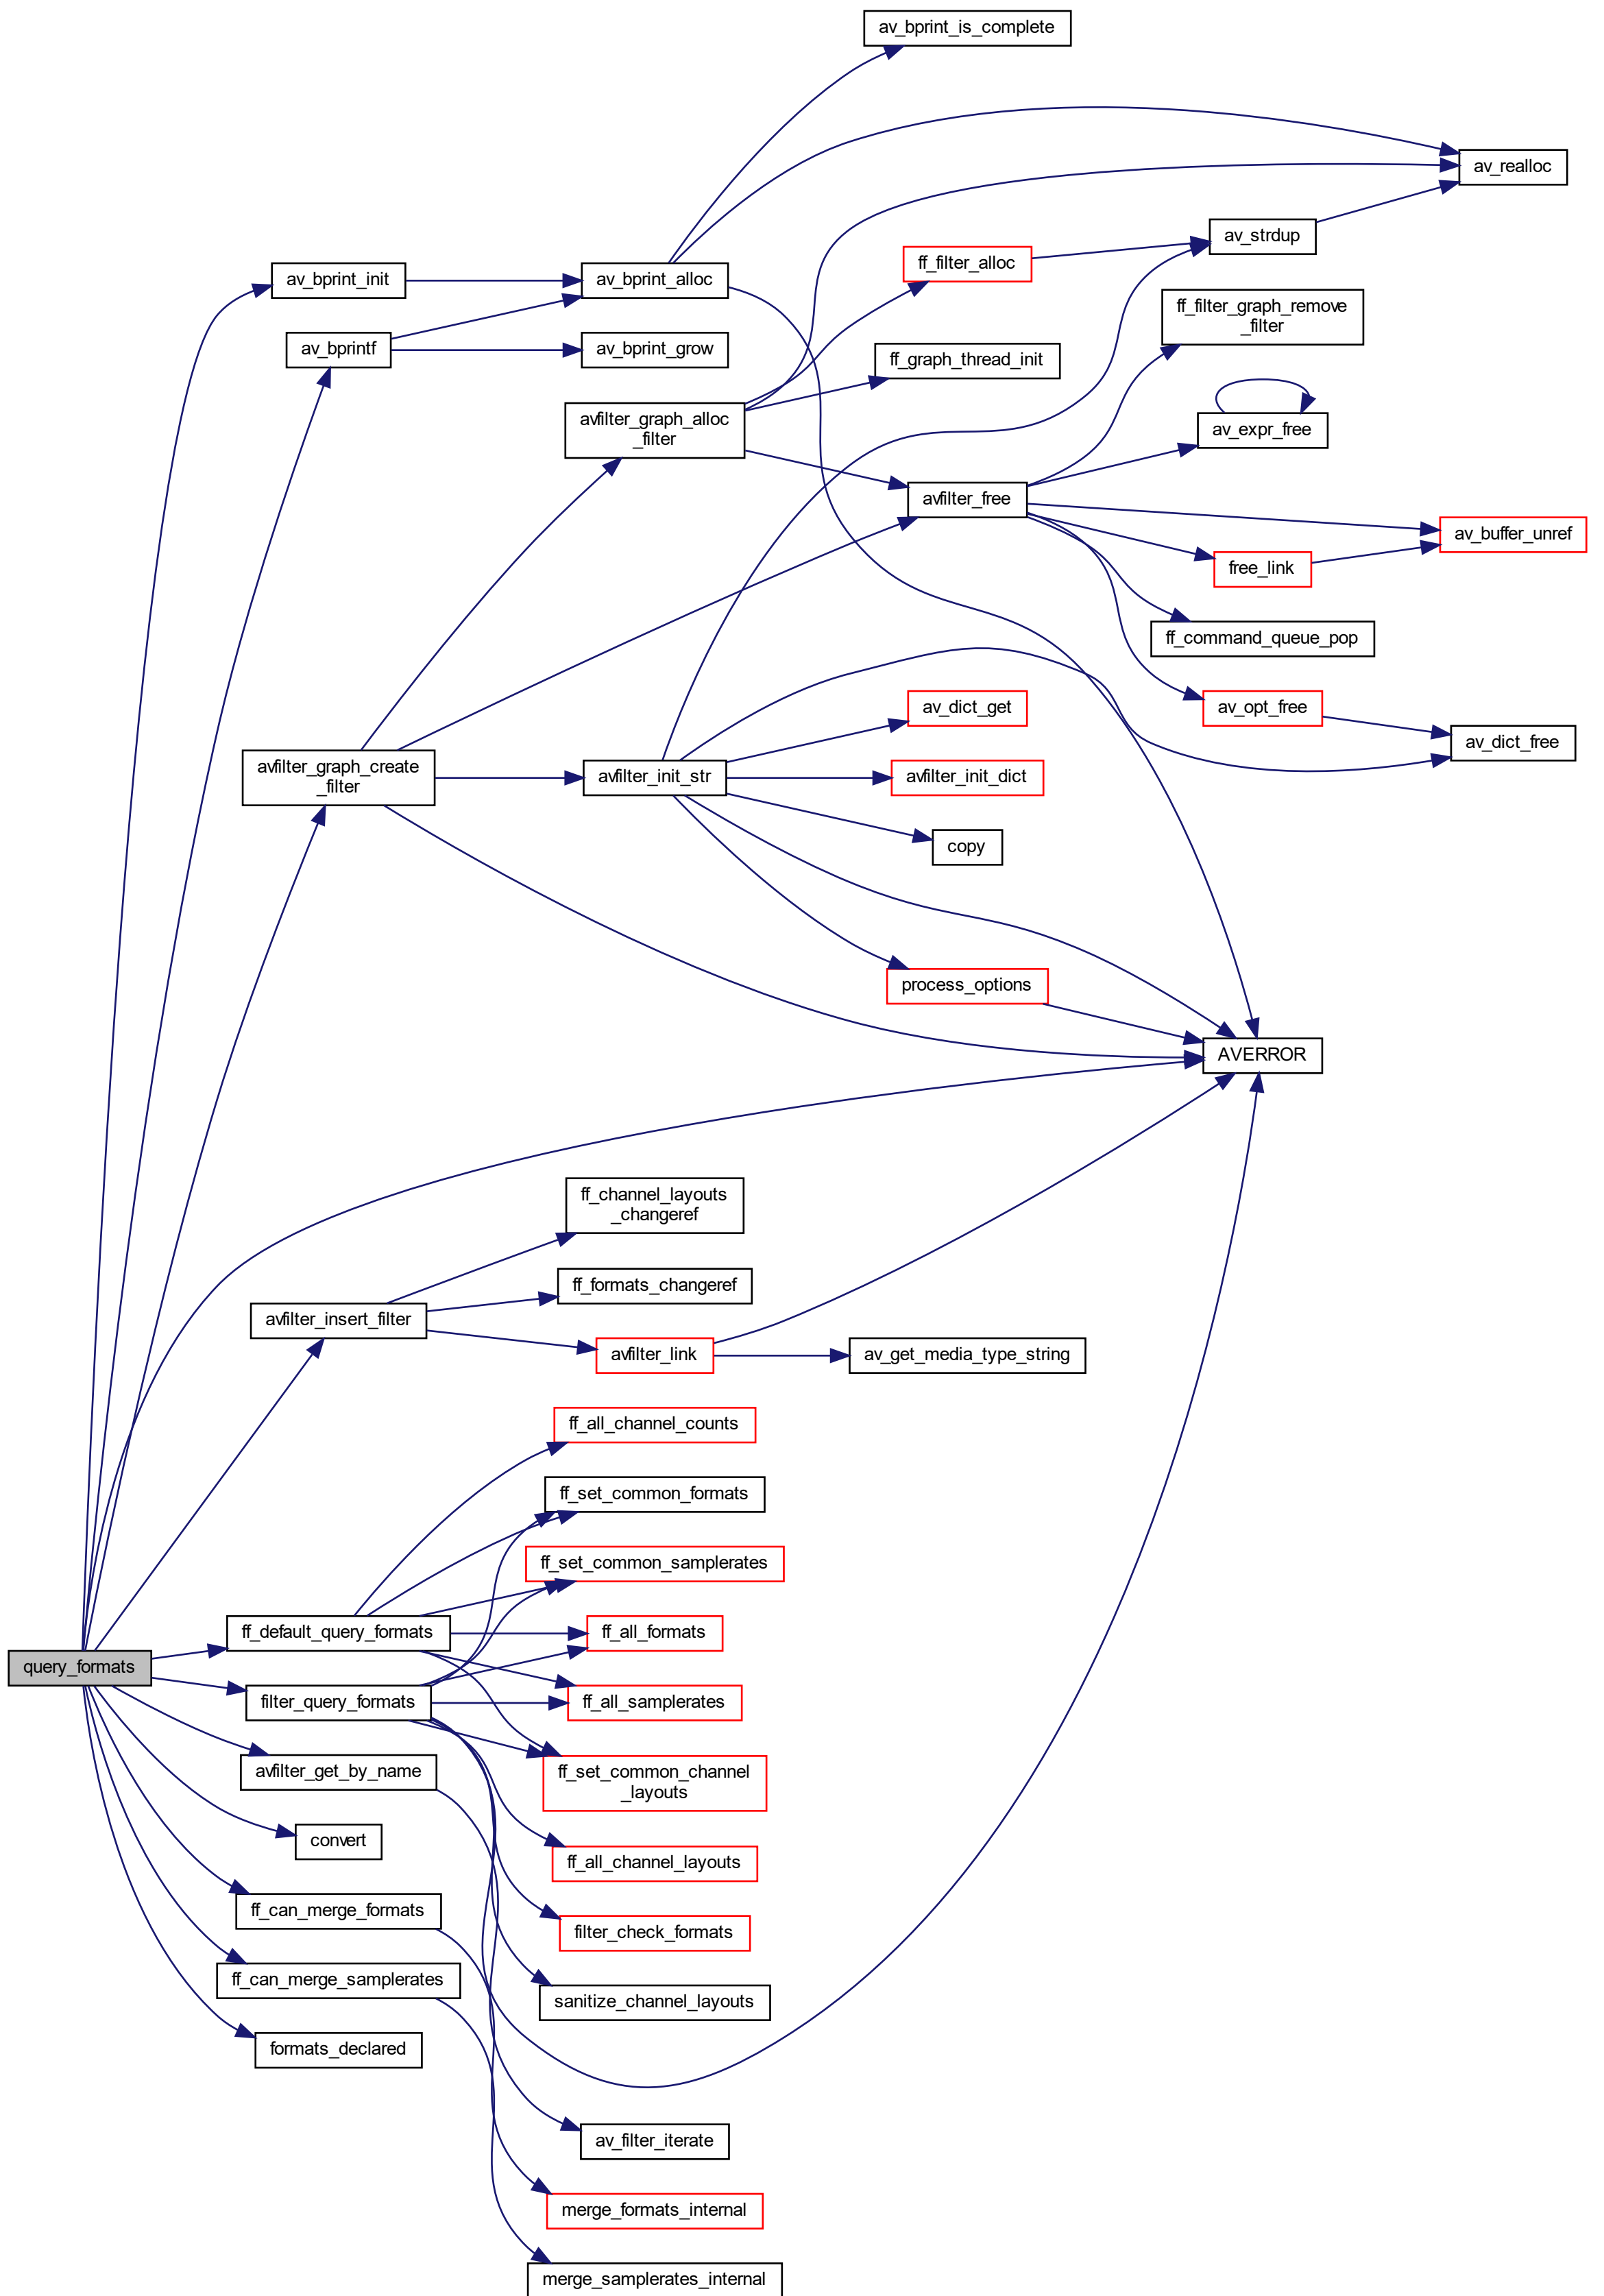 av_bprint_is_complete
av_realloc
av_strdup
ff_filter_alloc
av_bprint_init
av_bprint_alloc
ff_filter_graph_remove
_filter
av_bprintf
av_bprint_grow
ff_graph_thread_init
avfilter_graph_alloc
_filter
av_expr_free
avfilter_free
av_buffer_unref
free_link
ff_command_queue_pop
av_dict_get
av_opt_free
av_dict_free
avfilter_graph_create
_filter
avfilter_init_str
avfilter_init_dict
copy
process_options
AVERROR
ff_channel_layouts
_changeref
ff_formats_changeref
avfilter_insert_filter
avfilter_link
av_get_media_type_string
ff_all_channel_counts
ff_set_common_formats
ff_set_common_samplerates
ff_default_query_formats
ff_all_formats
query_formats
filter_query_formats
ff_all_samplerates
avfilter_get_by_name
ff_set_common_channel
_layouts
convert
ff_all_channel_layouts
ff_can_merge_formats
filter_check_formats
ff_can_merge_samplerates
sanitize_channel_layouts
formats_declared
av_filter_iterate
merge_formats_internal
merge_samplerates_internal